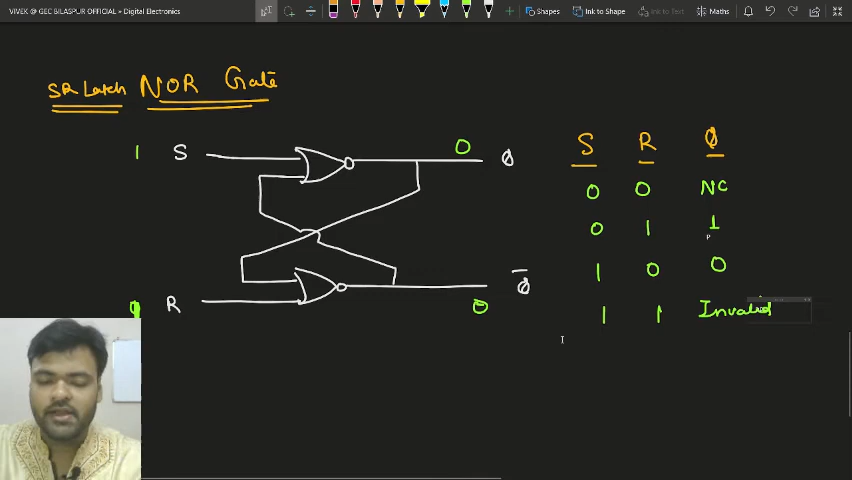 VIVEK @ GEC BILASPUR OFFICIAL » Digital Electronics
Shapes
Ink to Shape
Ink to Text
Maths
SR Latch NOR Gate
1 S 0 Q
R 0 Q̅
S R Q
0 0 NC
0 1 1
1 0 0
1 1 Invalid